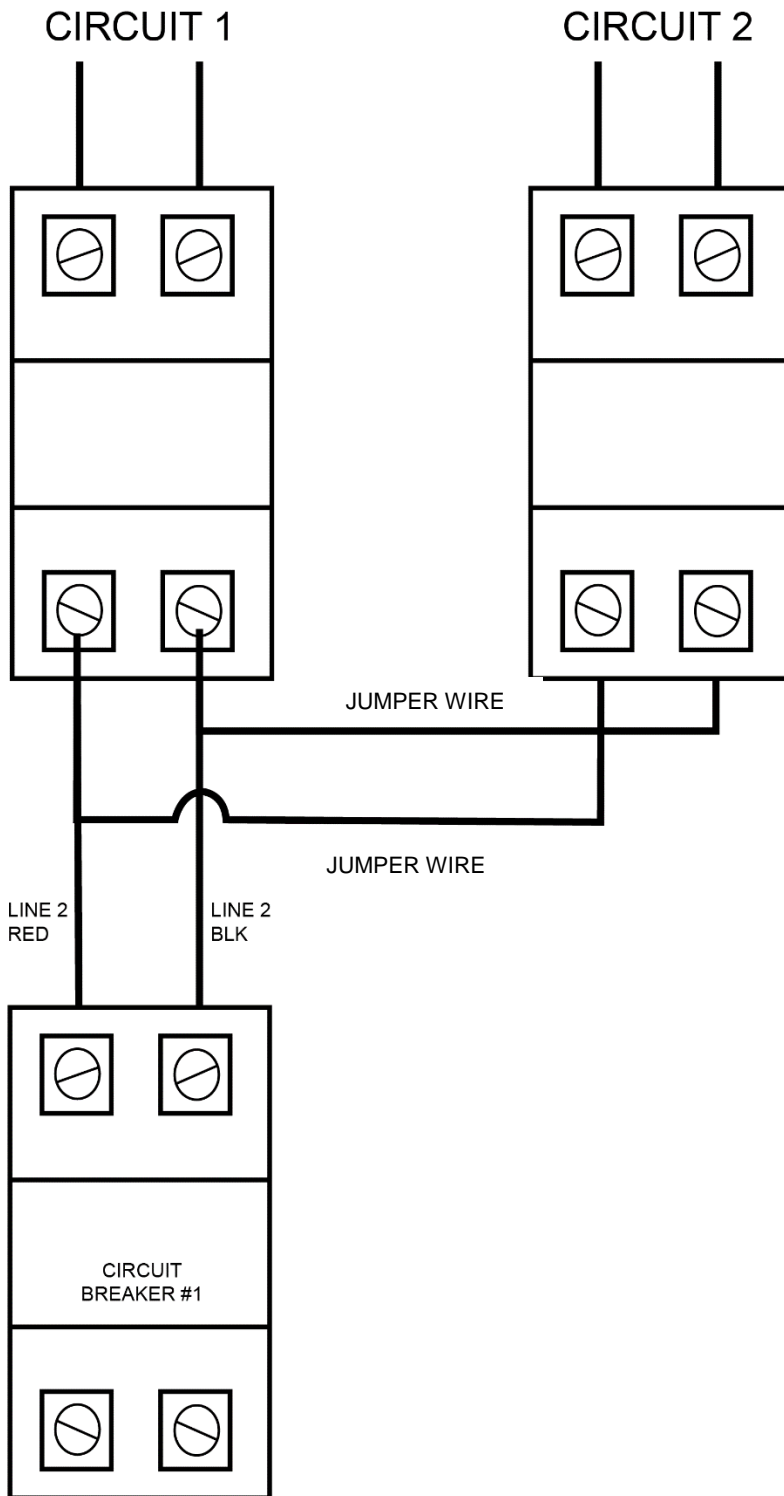 CIRCUIT 1
CIRCUIT 2
JUMPER WIRE
JUMPER WIRE
LINE 2
RED
LINE 2
BLK
CIRCUIT
BREAKER #1